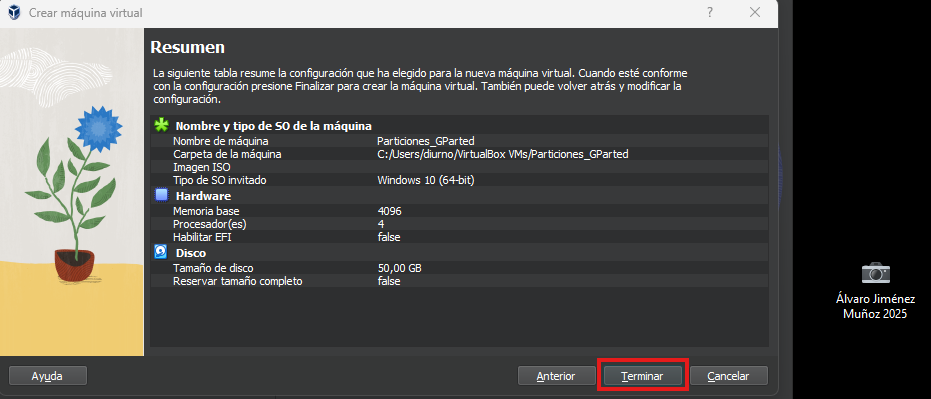 Crear máquina virtual
?
Resumen
La siguiente tabla resume la configuración que ha elegido para la nueva máquina virtual. Cuando esté conforme
con la configuración presione Finalizar para crear la máquina virtual. También puede volver atrás y modificar la
configuración.
Nombre y tipo de SO de la máquina
Nombre de máquina Particiones_GParted
Carpeta de la máquina C:/Users/diurno/VirtualBox VMs/Particiones_GParted
Imagen ISO
Tipo de SO invitado Windows 10 (64-bit)
Hardware
Memoria base 4096
Procesador(es) 4
Habilitar EFI false
Disco
Tamaño de disco 50,00 GB
Reservar tamaño completo false
Álvaro Jiménez
Muñoz 2025
Ayuda Anterior Terminar Cancelar